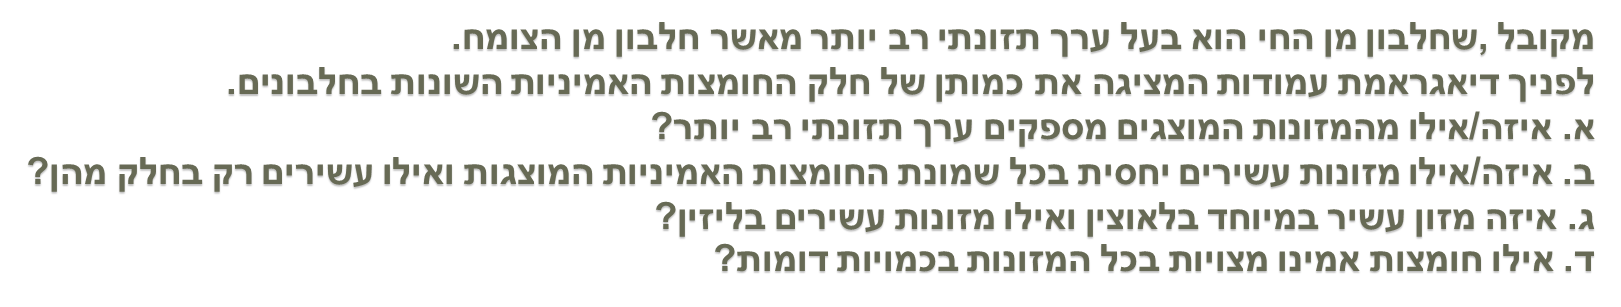 מקובל ,שחלבון מן החי הוא בעל ערך תזונתי רב יותר מאשר חלבון מן הצומח.
לפניך דיאגראמת עמודות המציגה את כמותן של חלק החומצות האמיניות השונות בחלבונים.
א. איזה/אילו מהמזונות המוצגים מספקים ערך תזונתי רב יותר?
ב. איזה/אילו מזונות עשירים יחסית בכל שמונת החומצות האמיניות המוצגות ואילו עשירים רק בחלק מהן?
ג. איזה מזון עשיר במיוחד בלאוצין ואילו מזונות עשירים בליזין?
ד. אילו חומצות אמינו מצויות בכל המזונות בכמויות דומות?